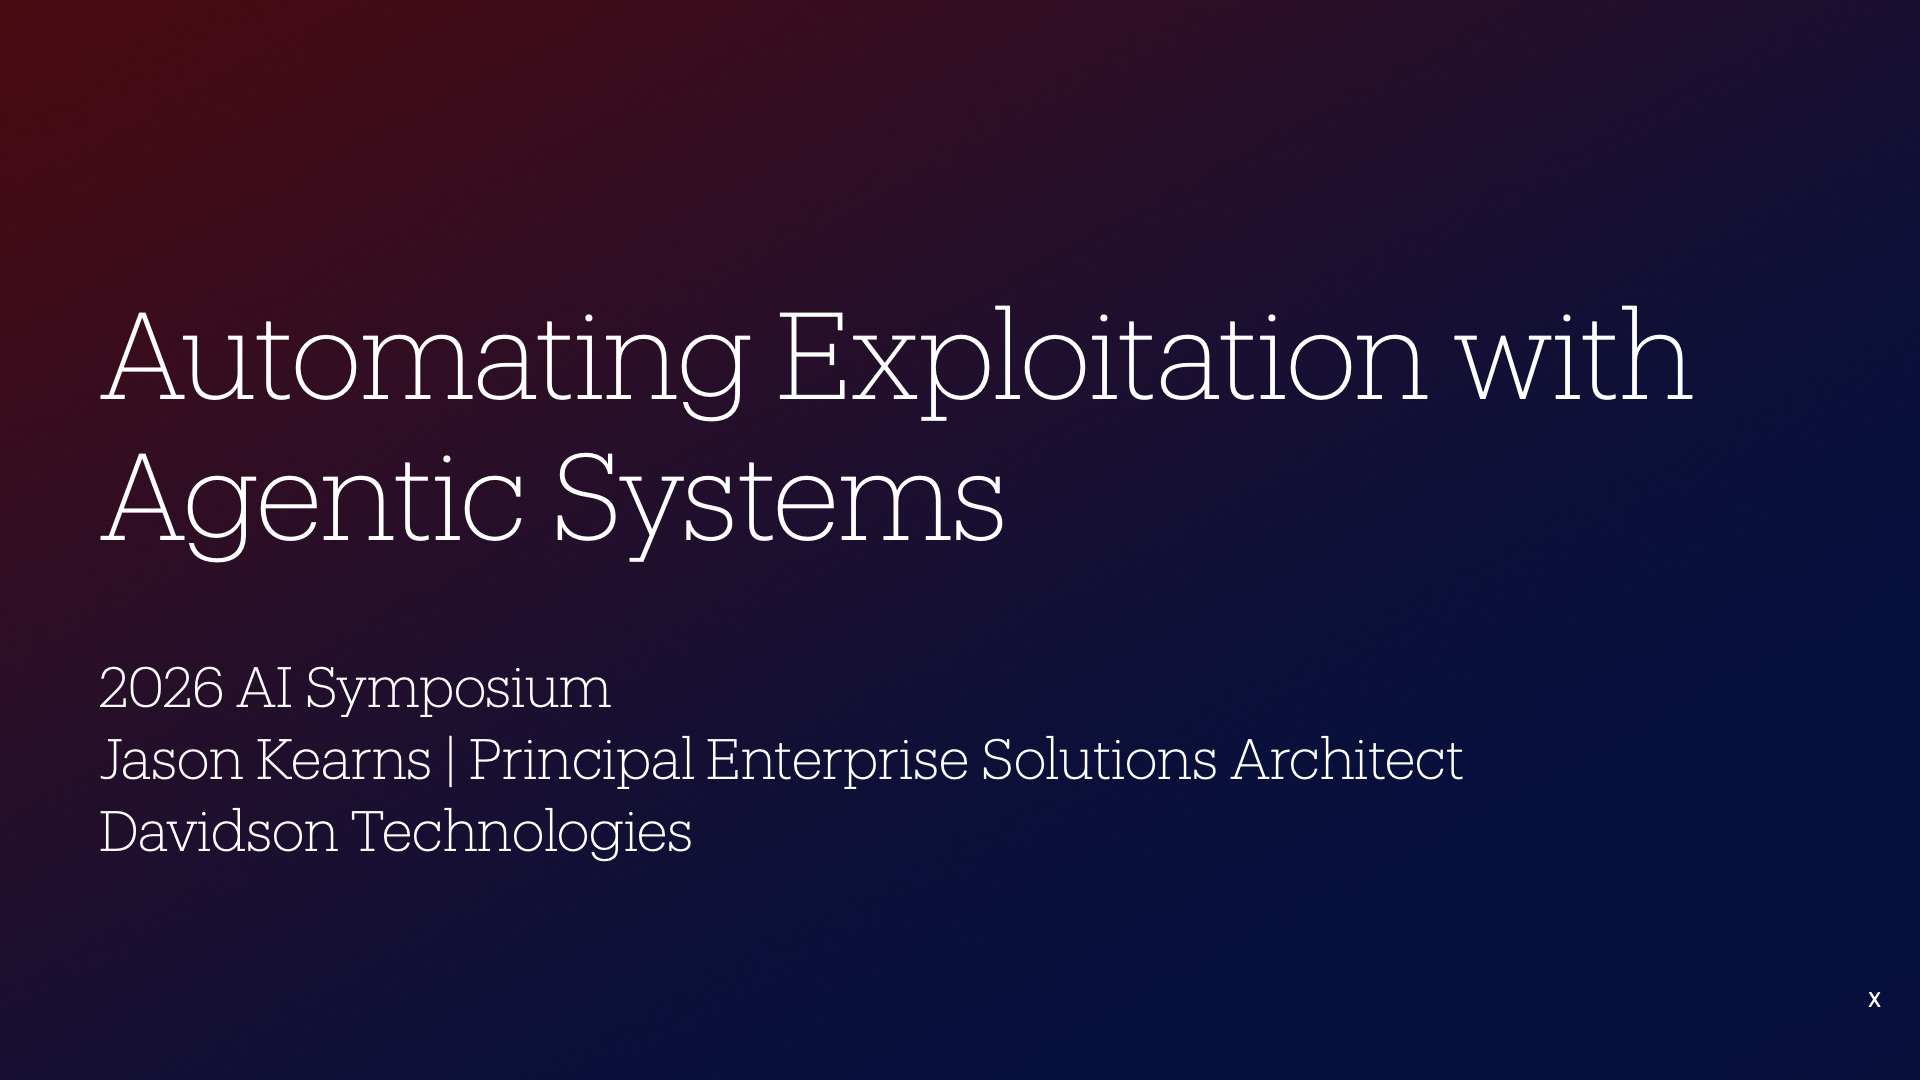 Automating Exploitation with
Agentic Systems
2026 AI Symposium
Jason Kearns | Principal Enterprise Solutions Architect
Davidson Technologies
x